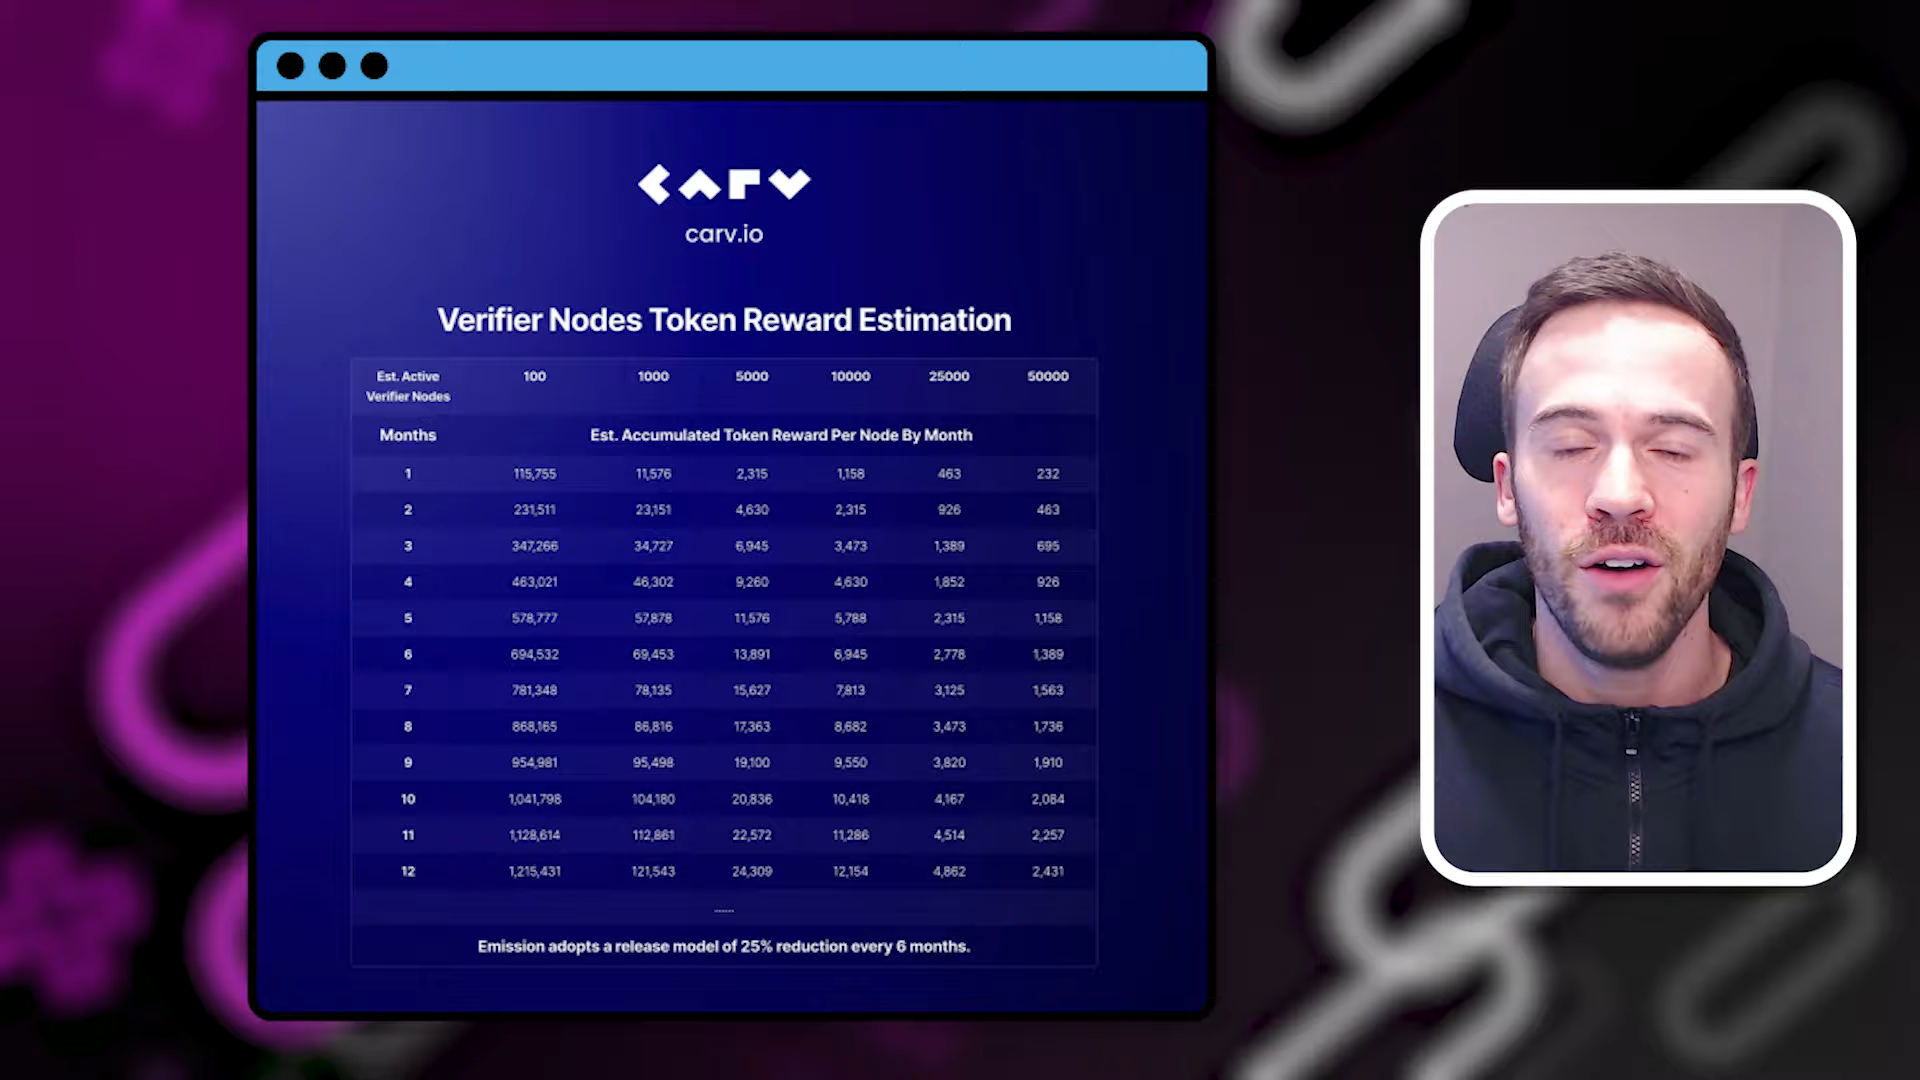 carv
carv.io
Verifier Nodes Token Reward Estimation
Est. Active Verifier Nodes 100 1000 5000 10000 25000 50000
Months Est. Accumulated Token Reward Per Node By Month
1 115,755 11,576 2,315 1,158 463 232
2 231,511 23,151 4,630 2,315 926 463
3 347,266 34,727 6,945 3,473 1,389 695
4 463,021 46,302 9,260 4,630 1,852 926
5 578,777 57,878 11,576 5,788 2,315 1,158
6 694,532 69,453 13,891 6,945 2,778 1,389
7 781,348 78,135 15,627 7,813 3,125 1,563
8 868,165 86,816 17,363 8,682 3,473 1,736
9 954,981 95,498 19,100 9,550 3,820 1,910
10 1,041,798 104,180 20,836 10,418 4,167 2,084
11 1,128,614 112,861 22,572 11,286 4,514 2,257
12 1,215,431 121,543 24,309 12,154 4,862 2,431
......
Emission adopts a release model of 25% reduction every 6 months.